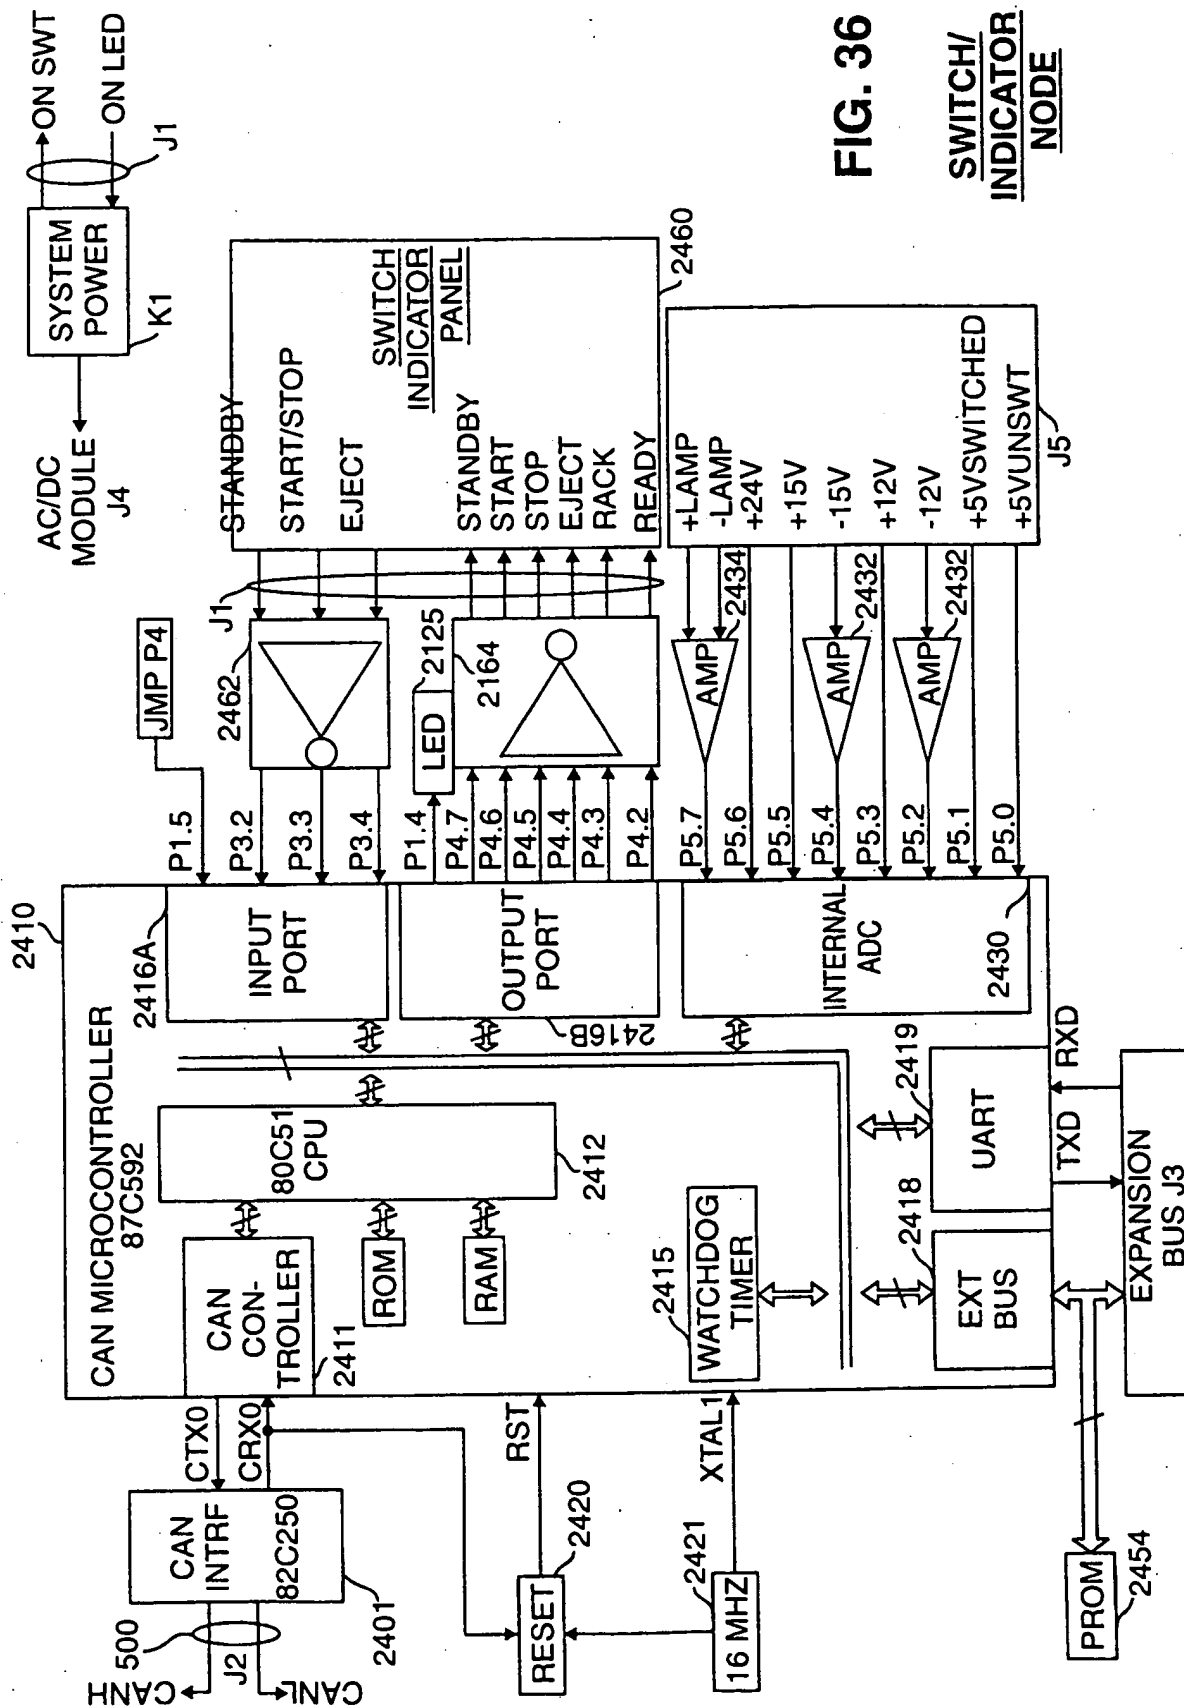 ON SWT
ON LED
J1
SYSTEM
POWER
K1
AC/DC
MODULE
J4
FIG. 36
SWITCH/
INDICATOR
NODE
SWITCH
INDICATOR
PANEL
2460
STANDBY
START/STOP
EJECT
STANDBY
START
STOP
EJECT
RACK
READY
J1
JMP P4
2462
LED
2125
2164
P1.5
P3.2
P3.3
P3.4
P1.4
P4.7
P4.6
P4.5
P4.4
P4.3
P4.2
+LAMP
-LAMP
+24V
+15V
-15V
+12V
-12V
+5VSWITCHED
+5VUNSWT
J5
AMP
2434
AMP
2432
AMP
2432
P5.7
P5.6
P5.5
P5.4
P5.3
P5.2
P5.1
P5.0
2410
CAN MICROCONTROLLER
87C592
2416A
INPUT
PORT
OUTPUT
PORT
2416B
INTERNAL
ADC
2430
80C51
CPU
2412
CAN
CON-
TROLLER
2411
ROM
RAM
2415
WATCHDOG
TIMER
2418
EXT
BUS
2419
UART
TXD
RXD
EXPANSION
BUS J3
CTX0
CRX0
CAN
INTRF
82C250
2401
500
J2
CANH
CANL
RST
RESET
2420
XTAL1
2421
16 MHZ
PROM
2454